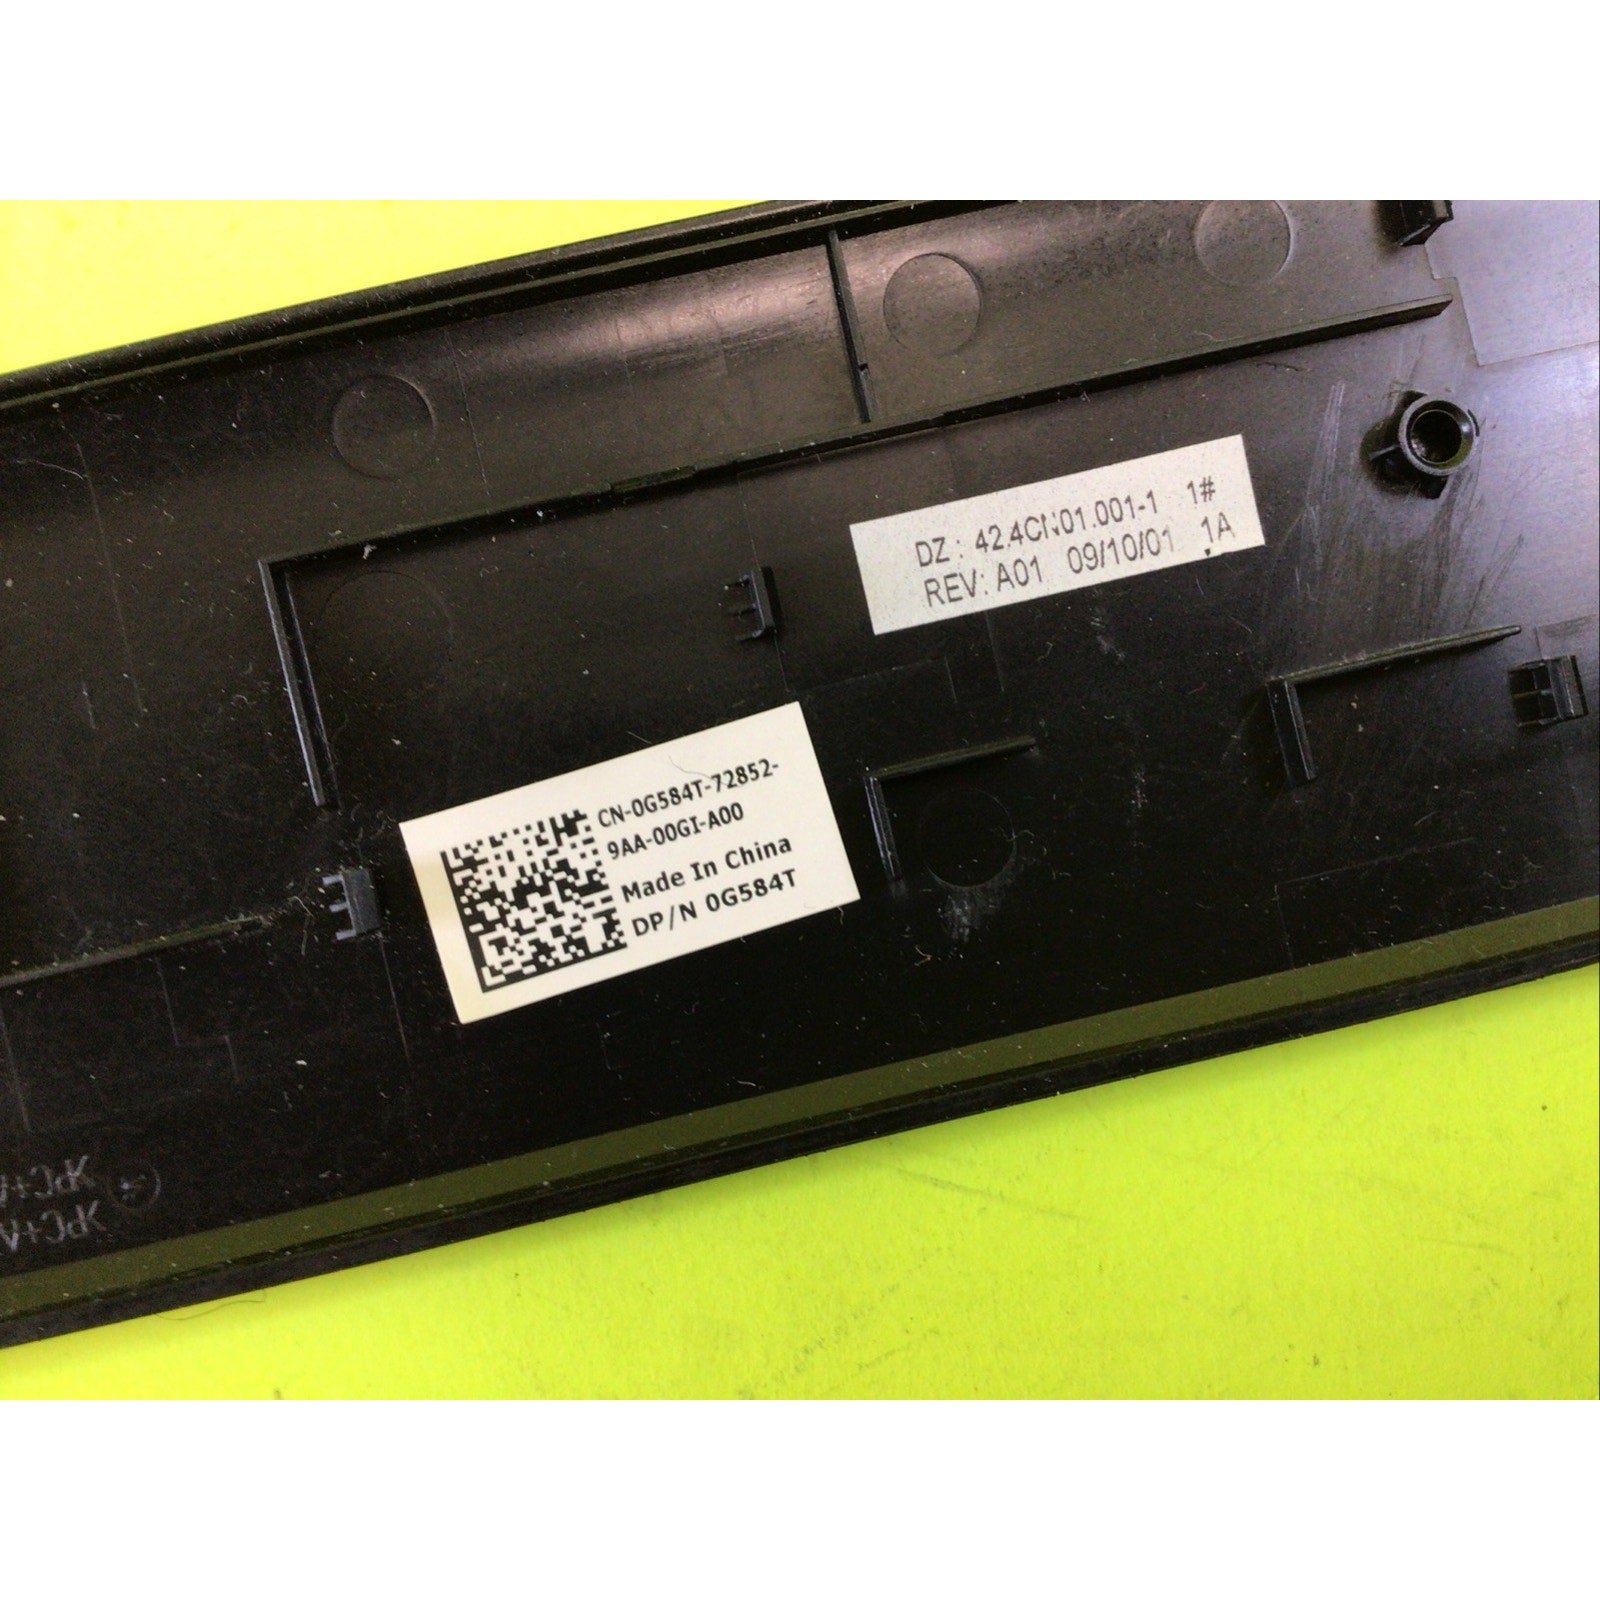 DZ : 42.4CN01.001-1 1#
REV: A01 09/10/01 1A
CN-0G584T-72852-
9AA-00GI-A00
Made In China
DP/N 0G584T